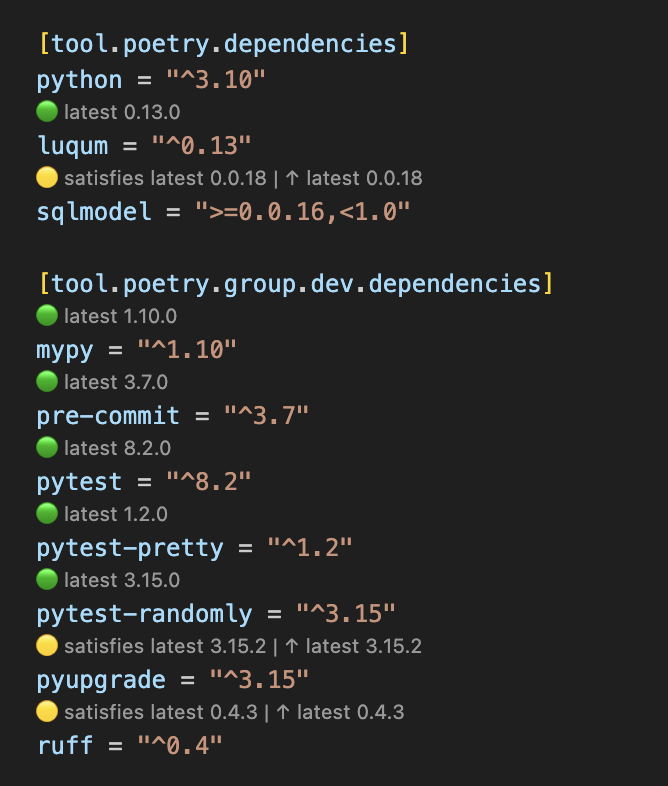 [tool.poetry.dependencies]
python = "^3.10"
latest 0.13.0
luqum = "^0.13"
satisfies latest 0.0.18 | ↑ latest 0.0.18
sqlmodel = ">=0.0.16,<1.0"
[tool.poetry.group.dev.dependencies]
latest 1.10.0
mypy = "^1.10"
latest 3.7.0
pre-commit = "^3.7"
latest 8.2.0
pytest = "^8.2"
latest 1.2.0
pytest-pretty = "^1.2"
latest 3.15.0
pytest-randomly = "^3.15"
satisfies latest 3.15.2 | ↑ latest 3.15.2
pyupgrade = "^3.15"
satisfies latest 0.4.3 | ↑ latest 0.4.3
ruff = "^0.4"